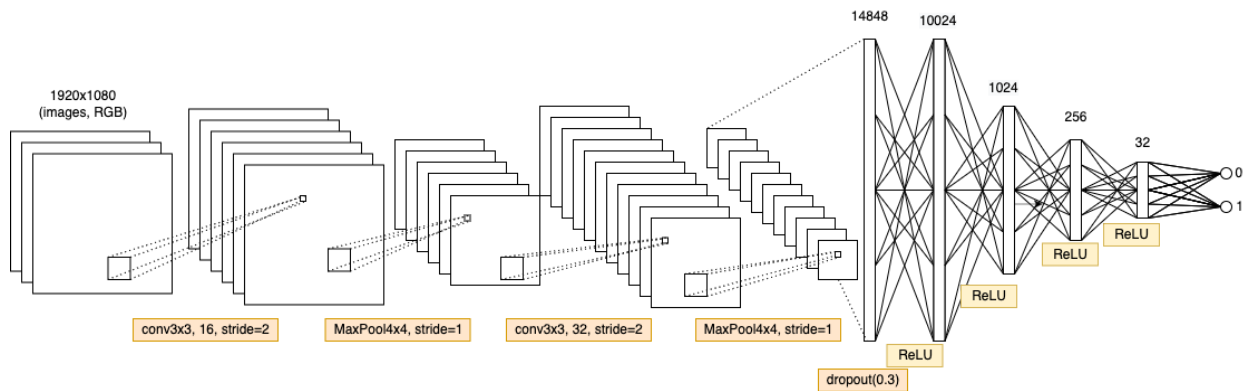 1920x1080
(images, RGB)
conv3x3, 16, stride=2
MaxPool4x4, stride=1
conv3x3, 32, stride=2
MaxPool4x4, stride=1
14848
10024
1024
256
32
0
1
ReLU
ReLU
ReLU
ReLU
dropout(0.3)